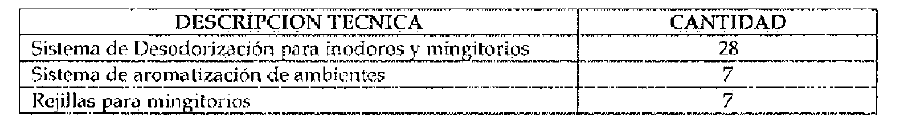 DESCRIPCION TECNICA CANTIDAD
Sistema de Desodorización para inodoros y mingitorios 28
Sistema de aromatización de ambientes 7
Rejillas para mingitorios 7